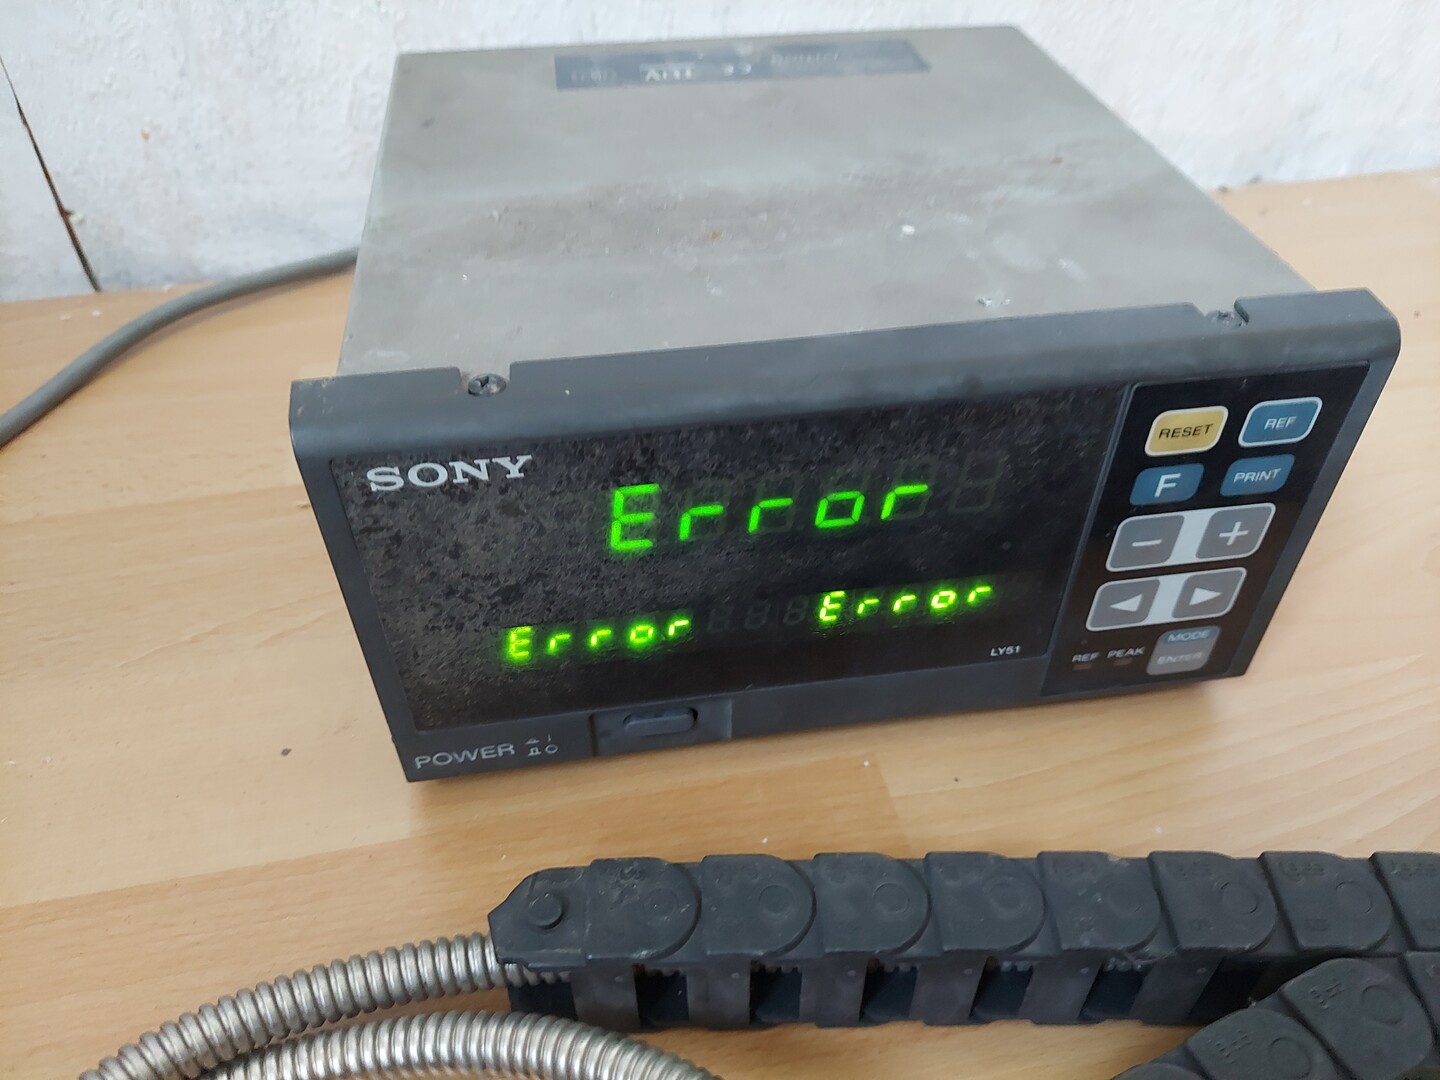 SONY
Error
Error Error
LY51
POWER
RESET REF
F PRINT
− +
◀ ▶
REF PEAK MODE
ENTER